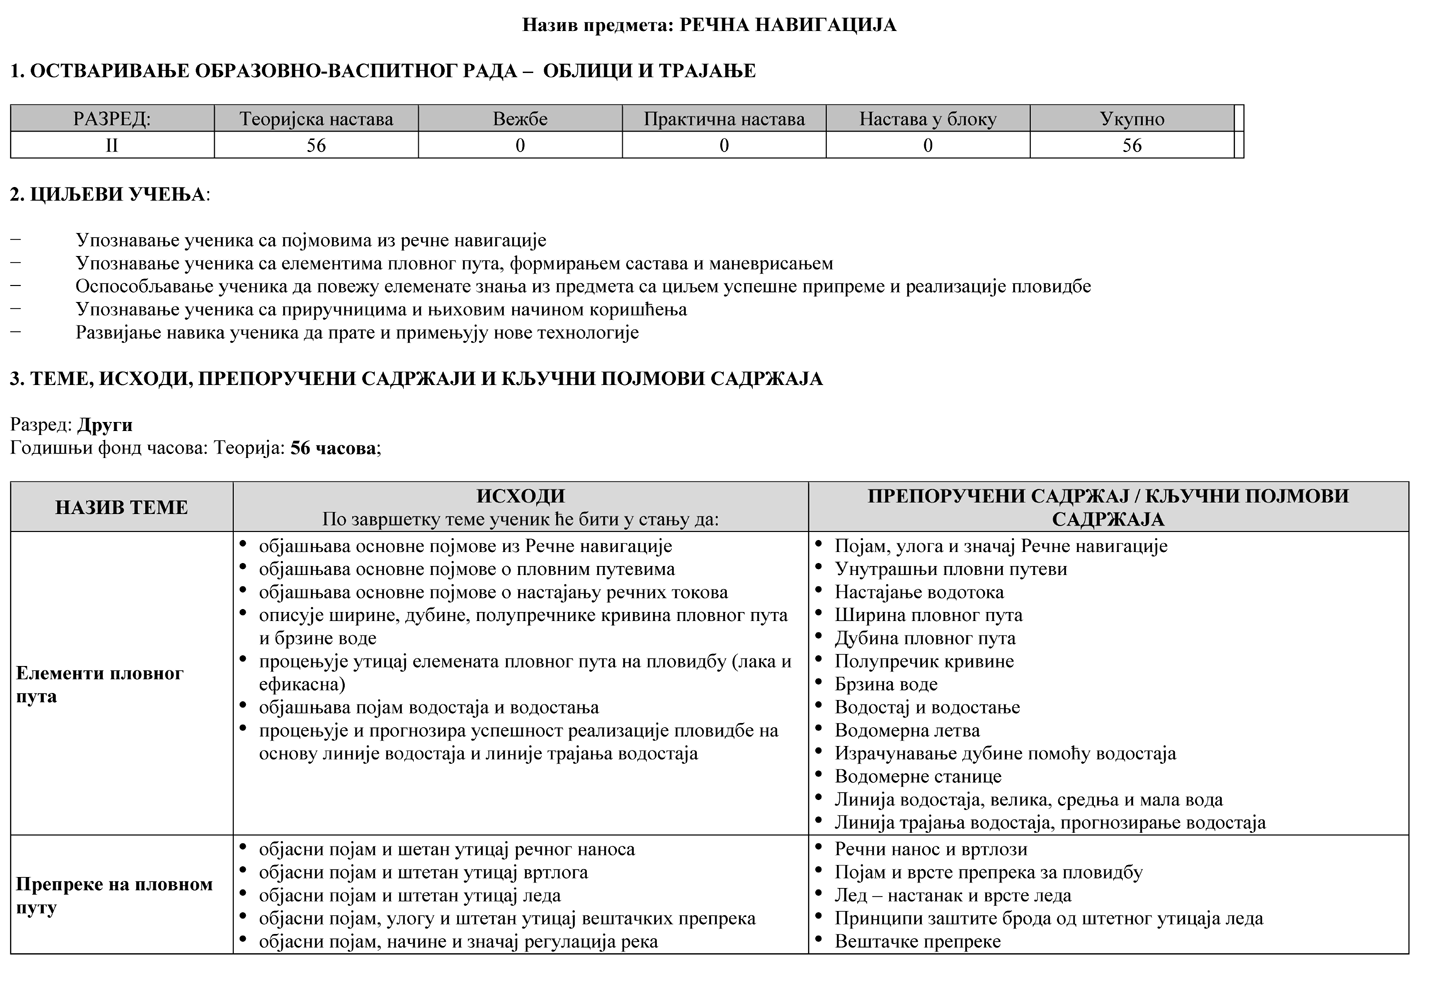 Назив предмета: РЕЧНА НАВИГАЦИЈА
1. ОСТВАРИВАЊЕ ОБРАЗОВНО-ВАСПИТНОГ РАДА – ОБЛИЦИ И ТРАЈАЊЕ
РАЗРЕД: Теоријска настава Вежбе Практична настава Настава у блоку Укупно
II 56 0 0 0 56
2. ЦИЉЕВИ УЧЕЊА:
– Упознавање ученика са појмовима из речне навигације
– Упознавање ученика са елементима пловног пута, формирањем састава и маневрисањем
– Оспособљавање ученика да повежу елементе знања из предмета са циљем успешне припреме и реализације пловидбе
– Упознавање ученика са приручницима и њиховим начином коришћења
– Развијање навика ученика да прате и примењују нове технологије
3. ТЕМЕ, ИСХОДИ, ПРЕПОРУЧЕНИ САДРЖАЈИ И КЉУЧНИ ПОЈМОВИ САДРЖАЈА
Разред: Други
Годишњи фонд часова: Теорија: 56 часова;
НАЗИВ ТЕМЕ
ИСХОДИ
По завршетку теме ученик ће бити у стању да:
ПРЕПОРУЧЕНИ САДРЖАЈ / КЉУЧНИ ПОЈМОВИ
САДРЖАЈА
Елементи пловног
пута
• објашњава основне појмове из Речне навигације
• објашњава основне појмове о пловним путевима
• објашњава основне појмове о настајању речних токова
• описује ширине, дубине, полупречнике кривина пловног пута
и брзине воде
• процењује утицај елемената пловног пута на пловидбу (лака и
ефикасна)
• објашњава појам водостаја и водостања
• процењује и прогнозира успешност реализације пловидбе на
основу линије водостаја и линије трајања водостаја
• Појам, улога и значај Речне навигације
• Унутрашњи пловни путеви
• Настајање водотока
• Ширина пловног пута
• Дубина пловног пута
• Полупречик кривине
• Брзина воде
• Водостај и водостање
• Водомерна летва
• Израчунавање дубине помоћу водостаја
• Водомерне станице
• Линија водостаја, велика, средња и мала вода
• Линија трајања водостаја, прогнозирање водостаја
Препреке на пловном
путу
• објасни појам и шетан утицај речног наноса
• објасни појам и штетан утицај вртлога
• објасни појам и штетан утицај леда
• објасни појам, улогу и штетан утицај вештачких препрека
• објасни појам, начине и значај регулација река
• Речни нанос и вртлози
• Појам и врсте препрека за пловидбу
• Лед – настанак и врсте леда
• Принципи заштите брода од штетног утицаја леда
• Вештачке препреке